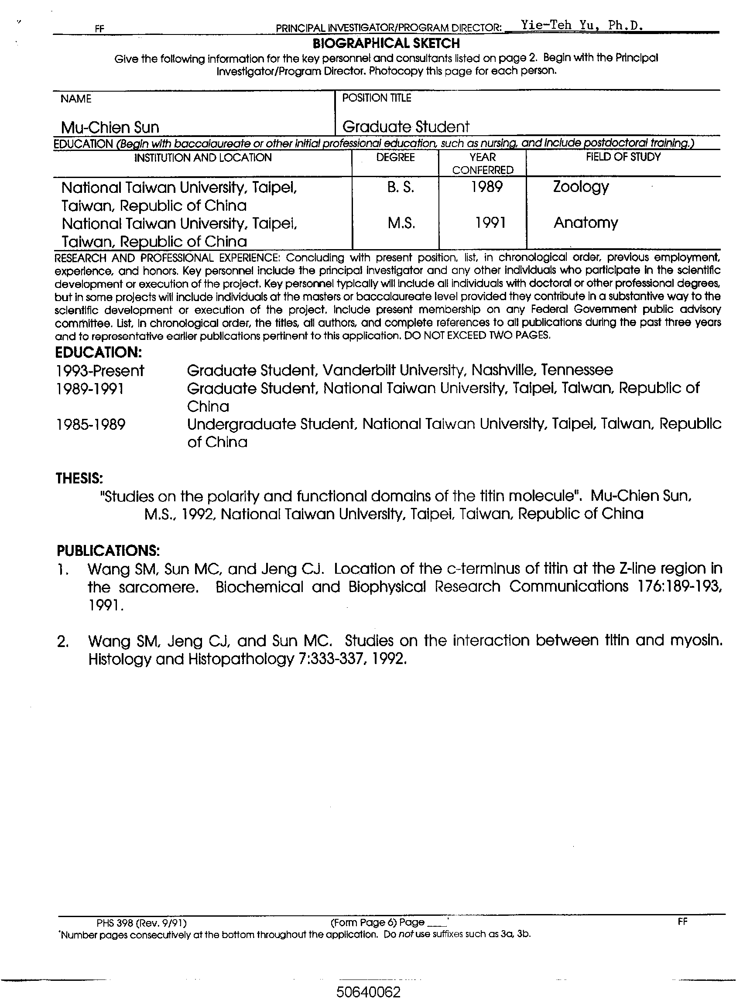 FF
PRINCIPAL INVESTIGATOR/PROGRAM DIRECTOR: Yie-Teh Yu, Ph.D.
BIOGRAPHICAL SKETCH
Give the following information for the key personnel and consultants listed on page 2. Begin with the Principal
Investigator/Program Director. Photocopy this page for each person.
NAME
POSITION TITLE
Mu-Chien Sun
Graduate Student
EDUCATION (Begin with baccalaureate or other initial professional education, such as nursing, and include postdoctoral training.)
INSTITUTION AND LOCATION
DEGREE
YEAR
CONFERRED
FIELD OF STUDY
National Taiwan University, Taipei,
Taiwan, Republic of China
B. S.
1989
Zoology
National Taiwan University, Taipei,
Taiwan, Republic of China
M.S.
1991
Anatomy
RESEARCH AND PROFESSIONAL EXPERIENCE: Concluding with present position, list, in chronological order, previous employment,
experience, and honors. Key personnel include the principal investigator and any other individuals who participate in the scientific
development or execution of the project. Key personnel typically will include all individuals with doctoral or other professional degrees,
but in some projects will include individuals at the masters or baccalaureate level provided they contribute in a substantive way to the
scientific development or execution of the project. Include present membership on any Federal Government public advisory
committee. List, in chronological order, the titles, all authors, and complete references to all publications during the past three years
and to representative earlier publications pertinent to this application. DO NOT EXCEED TWO PAGES.
EDUCATION:
1993-Present Graduate Student, Vanderbilt University, Nashville, Tennessee
1989-1991 Graduate Student, National Taiwan University, Taipei, Taiwan, Republic of
China
1985-1989 Undergraduate Student, National Taiwan University, Taipei, Taiwan, Republic
of China
THESIS:
"Studies on the polarity and functional domains of the titin molecule". Mu-Chien Sun,
M.S., 1992, National Taiwan University, Taipei, Taiwan, Republic of China
PUBLICATIONS:
1. Wang SM, Sun MC, and Jeng CJ. Location of the c-terminus of titin at the Z-line region in
the sarcomere. Biochemical and Biophysical Research Communications 176:189-193,
1991.
2. Wang SM, Jeng CJ, and Sun MC. Studies on the interaction between titin and myosin.
Histology and Histopathology 7:333-337, 1992.
PHS 398 (Rev. 9/91)
(Form Page 6) Page ____*
FF
*Number pages consecutively at the bottom throughout the application. Do not use suffixes such as 3a, 3b.
50640062